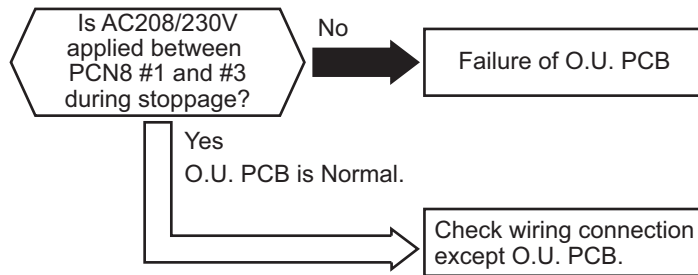 Is AC208/230V
applied between
PCN8 #1 and #3
during stoppage?
No
Failure of O.U. PCB
Yes
O.U. PCB is Normal.
Check wiring connection
except O.U. PCB.